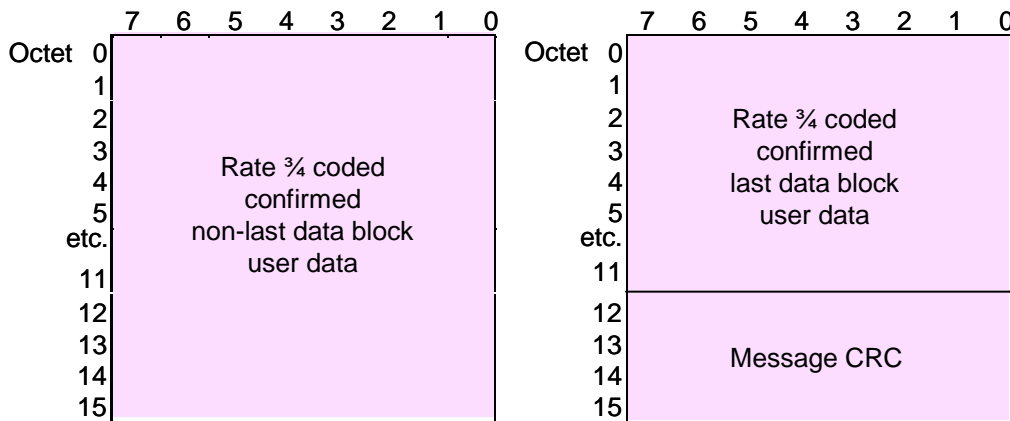 7 6 5 4 3 2 1 0
Octet 0
1
2
3
4
5
etc.
11
12
13
14
15
Rate ¾ coded
confirmed
non-last data block
user data
7 6 5 4 3 2 1 0
Octet 0
1
2
3
4
5
etc.
11
12
13
14
15
Rate ¾ coded
confirmed
last data block
user data
Message CRC